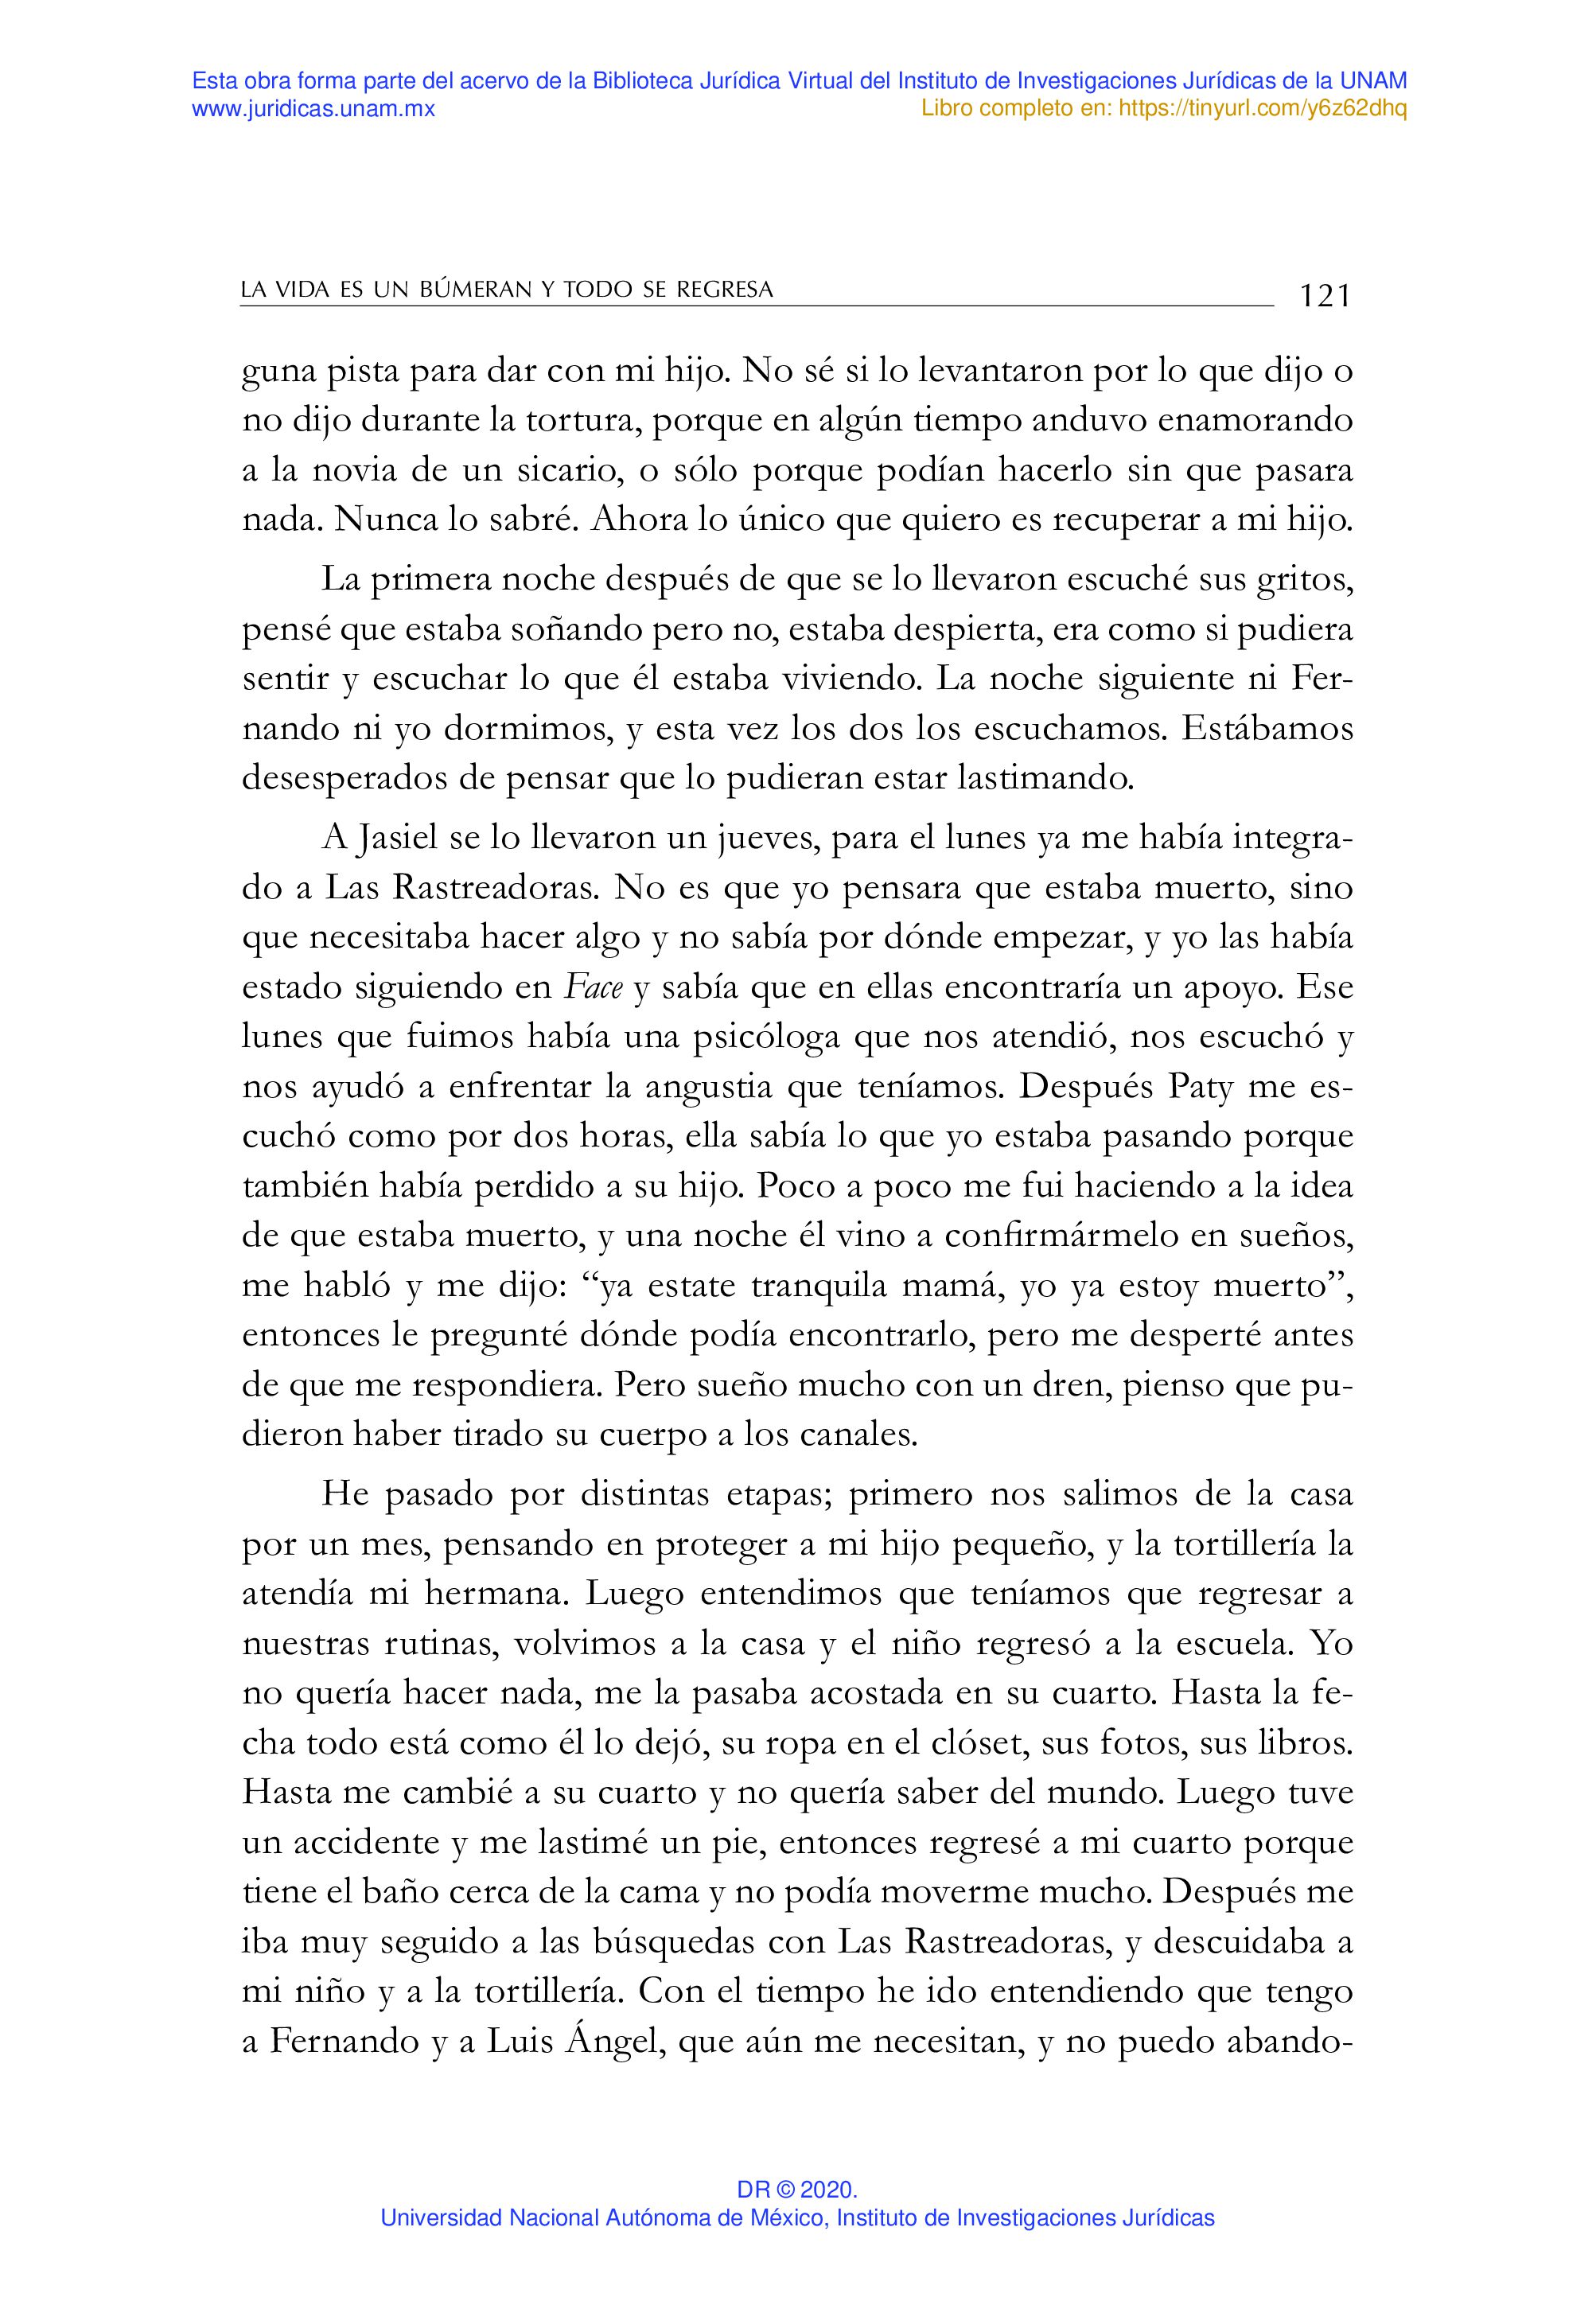 Esta obra forma parte del acervo de la Biblioteca Jurídica Virtual del Instituto de Investigaciones Jurídicas de la UNAM
www.juridicas.unam.mx
Libro completo en: https://tinyurl.com/y6z62dhq
LA VIDA ES UN BÚMERAN Y TODO SE REGRESA
121
guna pista para dar con mi hijo. No sé si lo levantaron por lo que dijo o
no dijo durante la tortura, porque en algún tiempo anduvo enamorando
a la novia de un sicario, o sólo porque podían hacerlo sin que pasara
nada. Nunca lo sabré. Ahora lo único que quiero es recuperar a mi hijo.
La primera noche después de que se lo llevaron escuché sus gritos,
pensé que estaba soñando pero no, estaba despierta, era como si pudiera
sentir y escuchar lo que él estaba viviendo. La noche siguiente ni Fer-
nando ni yo dormimos, y esta vez los dos los escuchamos. Estábamos
desesperados de pensar que lo pudieran estar lastimando.
A Jasiel se lo llevaron un jueves, para el lunes ya me había integra-
do a Las Rastreadoras. No es que yo pensara que estaba muerto, sino
que necesitaba hacer algo y no sabía por dónde empezar, y yo las había
estado siguiendo en Face y sabía que en ellas encontraría un apoyo. Ese
lunes que fuimos había una psicóloga que nos atendió, nos escuchó y
nos ayudó a enfrentar la angustia que teníamos. Después Paty me es-
cuchó como por dos horas, ella sabía lo que yo estaba pasando porque
también había perdido a su hijo. Poco a poco me fui haciendo a la idea
de que estaba muerto, y una noche él vino a confirmármelo en sueños,
me habló y me dijo: “ya estate tranquila mamá, yo ya estoy muerto”,
entonces le pregunté dónde podía encontrarlo, pero me desperté antes
de que me respondiera. Pero sueño mucho con un dren, pienso que pu-
dieron haber tirado su cuerpo a los canales.
He pasado por distintas etapas; primero nos salimos de la casa
por un mes, pensando en proteger a mi hijo pequeño, y la tortillería la
atendía mi hermana. Luego entendimos que teníamos que regresar a
nuestras rutinas, volvimos a la casa y el niño regresó a la escuela. Yo
no quería hacer nada, me la pasaba acostada en su cuarto. Hasta la fe-
cha todo está como él lo dejó, su ropa en el clóset, sus fotos, sus libros.
Hasta me cambié a su cuarto y no quería saber del mundo. Luego tuve
un accidente y me lastimé un pie, entonces regresé a mi cuarto porque
tiene el baño cerca de la cama y no podía moverme mucho. Después me
iba muy seguido a las búsquedas con Las Rastreadoras, y descuidaba a
mi niño y a la tortillería. Con el tiempo he ido entendiendo que tengo
a Fernando y a Luis Ángel, que aún me necesitan, y no puedo abando-
DR © 2020.
Universidad Nacional Autónoma de México, Instituto de Investigaciones Jurídicas